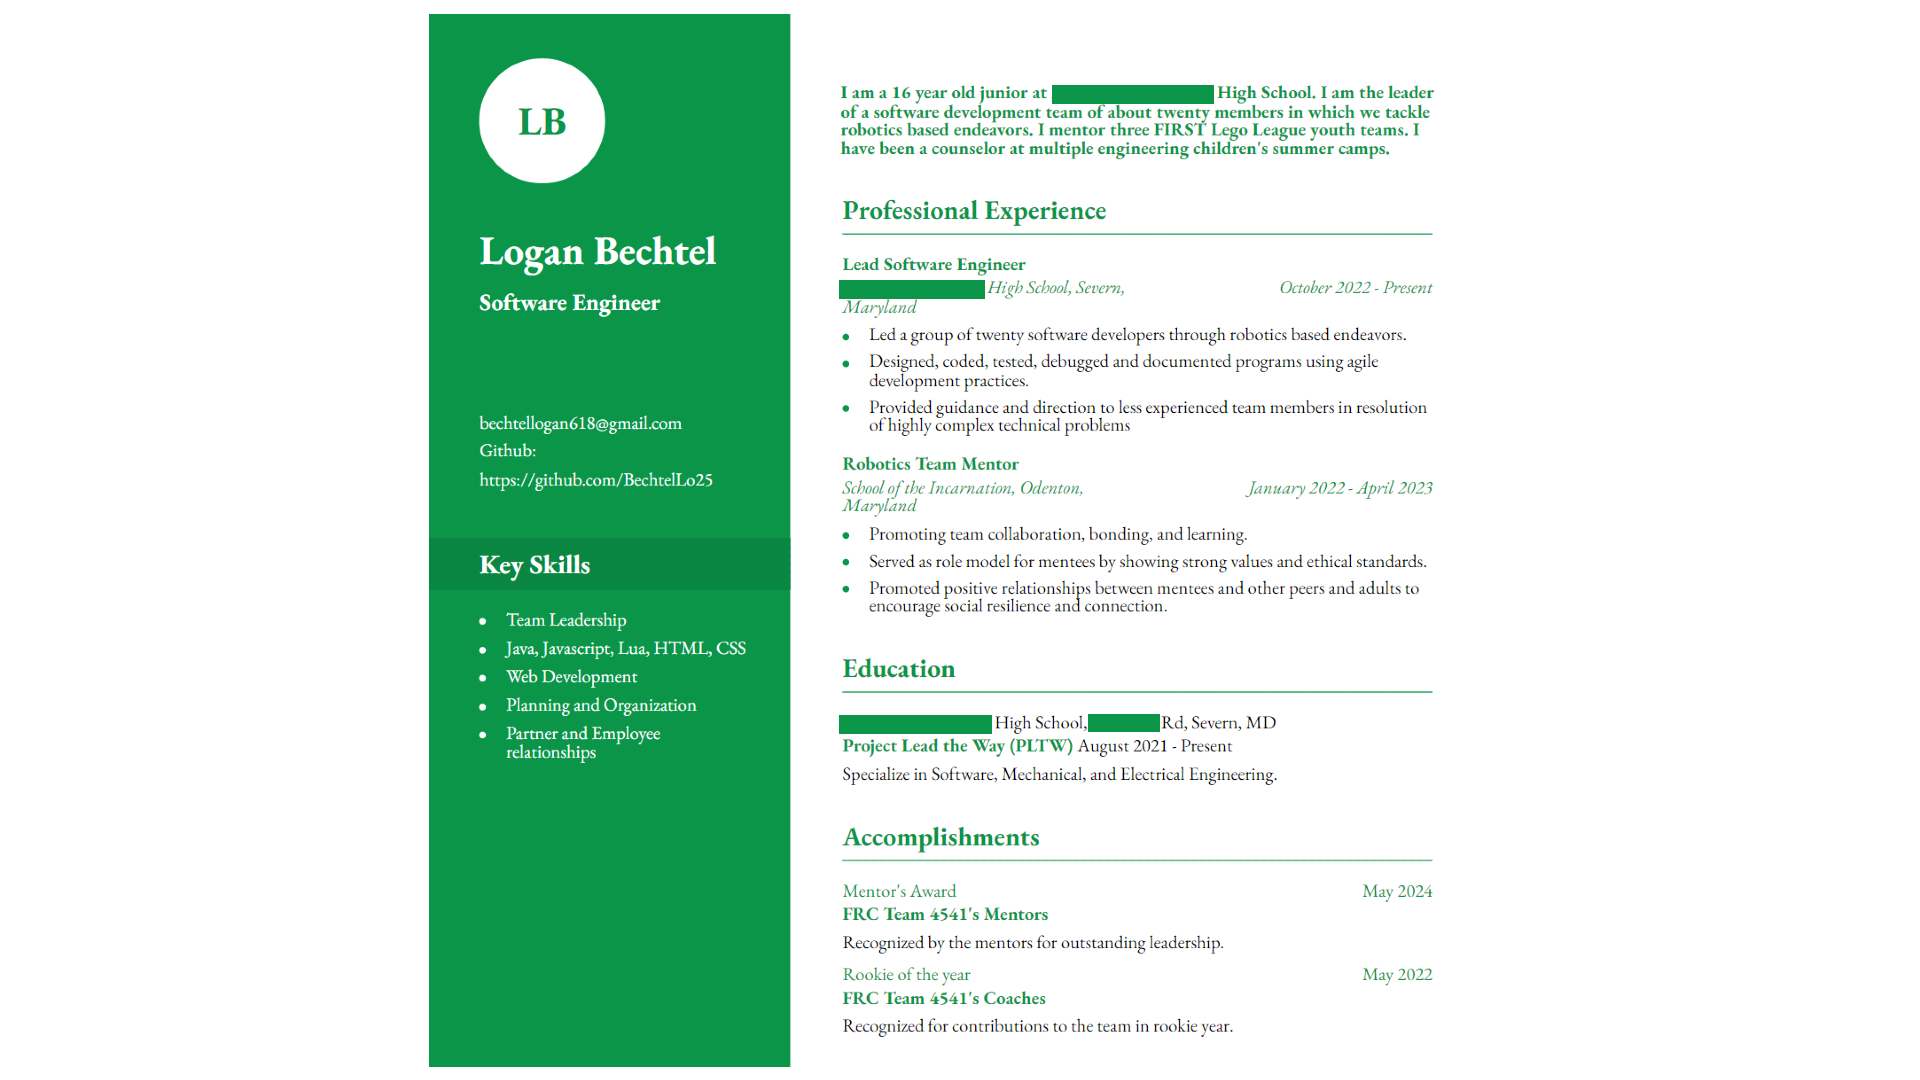 LB
Logan Bechtel
Software Engineer
bechtellogan618@gmail.com
Github:
https://github.com/BechtelLo25
Key Skills
Team Leadership
Java, Javascript, Lua, HTML, CSS
Web Development
Planning and Organization
Partner and Employee
relationships
I am a 16 year old junior at High School. I am the leader
of a software development team of about twenty members in which we tackle
robotics based endeavors. I mentor three FIRST Lego League youth teams. I
have been a counselor at multiple engineering children's summer camps.
Professional Experience
Lead Software Engineer
High School, Severn, October 2022 - Present
Maryland
Led a group of twenty software developers through robotics based endeavors.
Designed, coded, tested, debugged and documented programs using agile
development practices.
Provided guidance and direction to less experienced team members in resolution
of highly complex technical problems
Robotics Team Mentor
School of the Incarnation, Odenton, January 2022 - April 2023
Maryland
Promoting team collaboration, bonding, and learning.
Served as role model for mentees by showing strong values and ethical standards.
Promoted positive relationships between mentees and other peers and adults to
encourage social resilience and connection.
Education
High School, Rd, Severn, MD
Project Lead the Way (PLTW) August 2021 - Present
Specialize in Software, Mechanical, and Electrical Engineering.
Accomplishments
Mentor's Award May 2024
FRC Team 4541's Mentors
Recognized by the mentors for outstanding leadership.
Rookie of the year May 2022
FRC Team 4541's Coaches
Recognized for contributions to the team in rookie year.